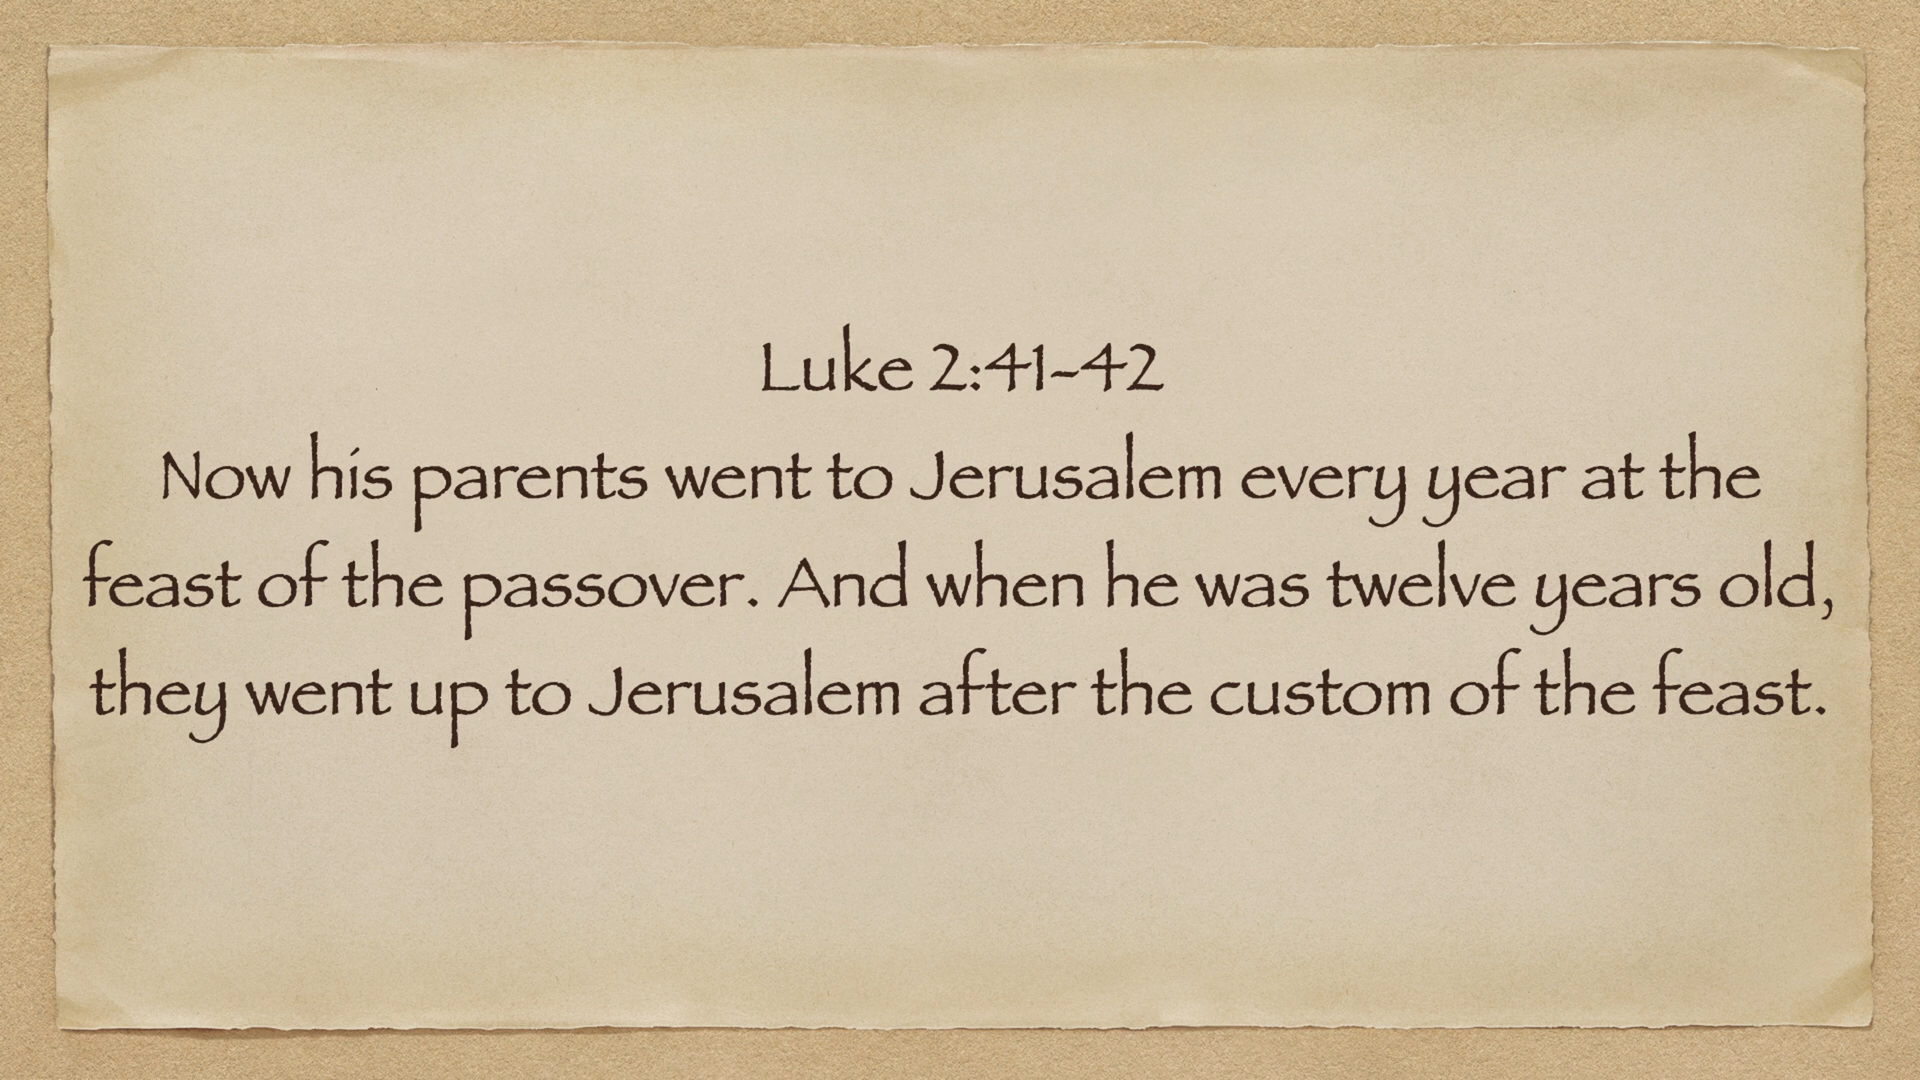 Luke 2:41-42
Now his parents went to Jerusalem every year at the
feast of the passover. And when he was twelve years old,
they went up to Jerusalem after the custom of the feast.